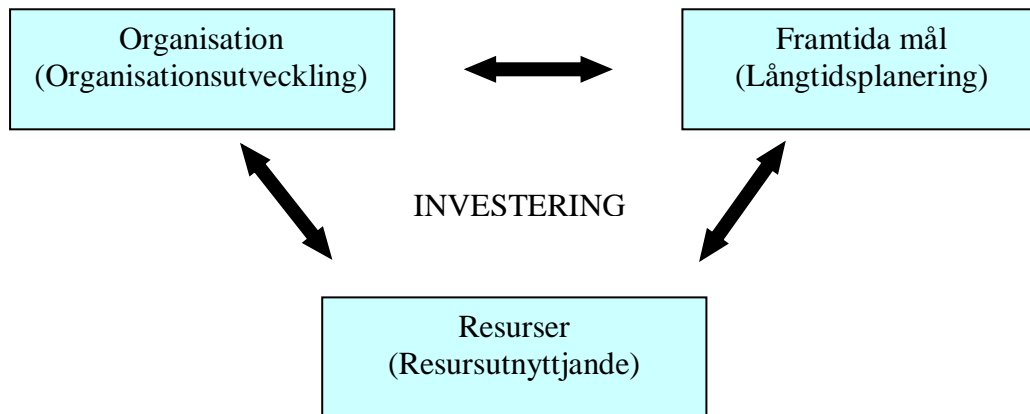 Organisation
(Organisationsutveckling)
Framtida mål
(Långtidsplanering)
INVESTERING
Resurser
(Resursutnyttjande)